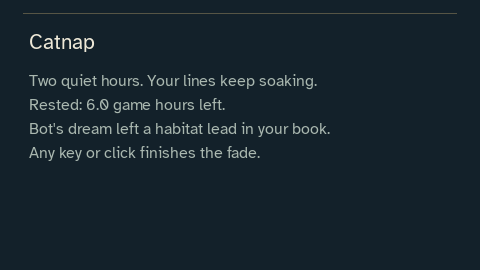 Catnap
Two quiet hours. Your lines keep soaking.
Rested: 6.0 game hours left.
Bot's dream left a habitat lead in your book.
Any key or click finishes the fade.